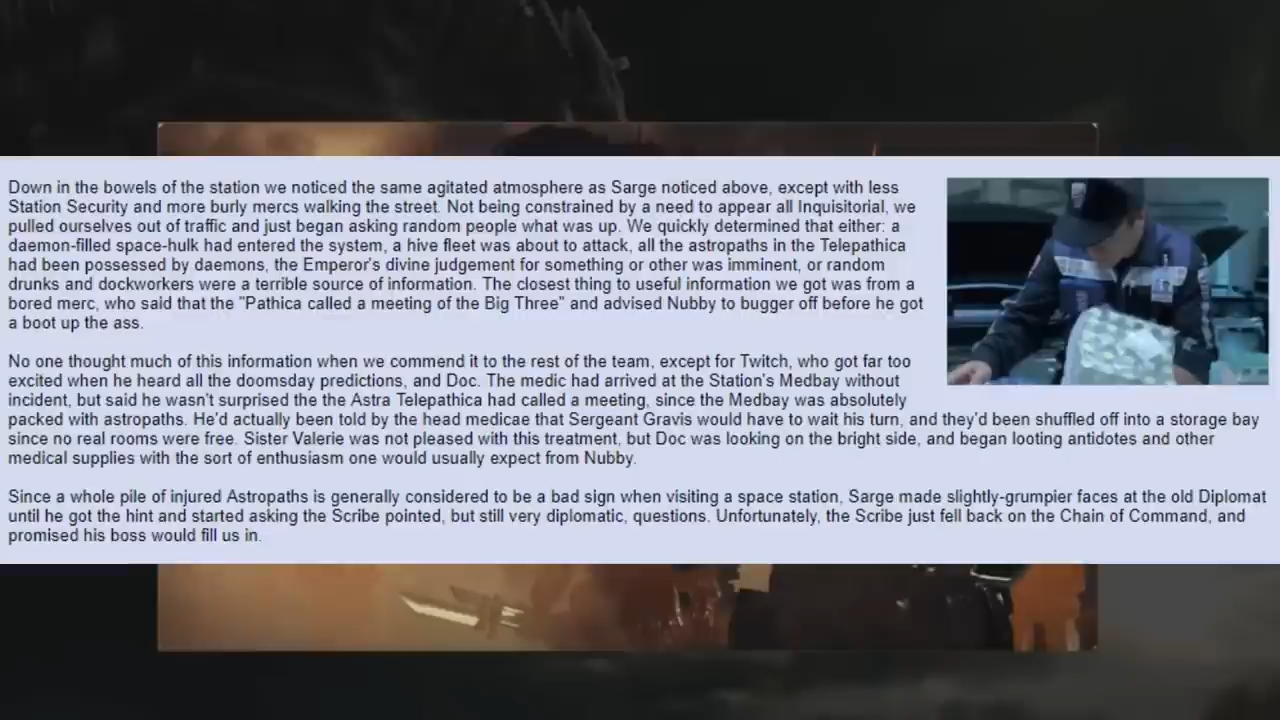 Down in the bowels of the station we noticed the same agitated atmosphere as Sarge noticed above, except with less
Station Security and more burly mercs walking the street. Not being constrained by a need to appear all Inquisitorial, we
pulled ourselves out of traffic and just began asking random people what was up. We quickly determined that either: a
daemon-filled space-hulk had entered the system, a hive fleet was about to attack, all the astropaths in the Telepathica
had been possessed by daemons, the Emperor's divine judgement for something or other was imminent, or random
drunks and dockworkers were a terrible source of information. The closest thing to useful information we got was from a
bored merc, who said that the "Pathica called a meeting of the Big Three" and advised Nubby to bugger off before he got
a boot up the ass.
No one thought much of this information when we commend it to the rest of the team, except for Twitch, who got far too
excited when he heard all the doomsday predictions, and Doc. The medic had arrived at the Station's Medbay without
incident, but said he wasn't surprised the the Astra Telepathica had called a meeting, since the Medbay was absolutely
packed with astropaths. He'd actually been told by the head medicae that Sergeant Gravis would have to wait his turn, and they'd been shuffled off into a storage bay
since no real rooms were free. Sister Valerie was not pleased with this treatment, but Doc was looking on the bright side, and began looting antidotes and other
medical supplies with the sort of enthusiasm one would usually expect from Nubby.
Since a whole pile of injured Astropaths is generally considered to be a bad sign when visiting a space station, Sarge made slightly-grumpier faces at the old Diplomat
until he got the hint and started asking the Scribe pointed, but still very diplomatic, questions. Unfortunately, the Scribe just fell back on the Chain of Command, and
promised his boss would fill us in.